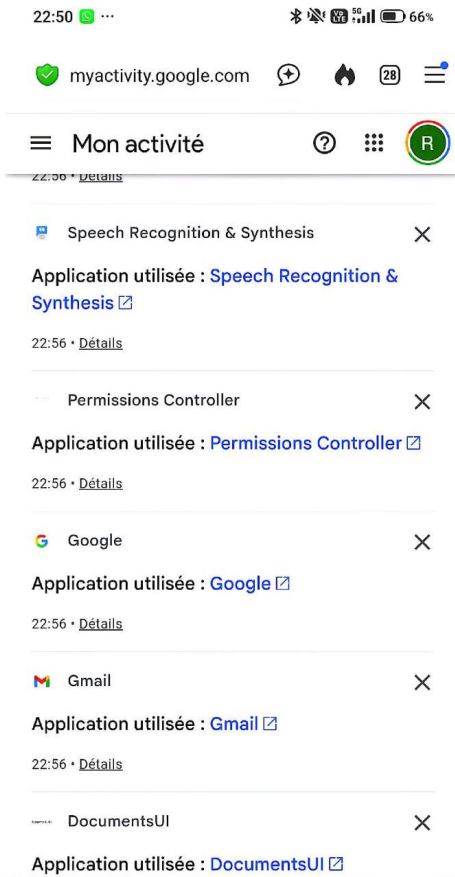 22:50 ···
66%
myactivity.google.com
28
Mon activité
R
22:56 • Détails
Speech Recognition & Synthesis
Application utilisée : Speech Recognition &
Synthesis
22:56 • Détails
Permissions Controller
Application utilisée : Permissions Controller
22:56 • Détails
Google
Application utilisée : Google
22:56 • Détails
Gmail
Application utilisée : Gmail
22:56 • Détails
DocumentsUI
Application utilisée : DocumentsUI